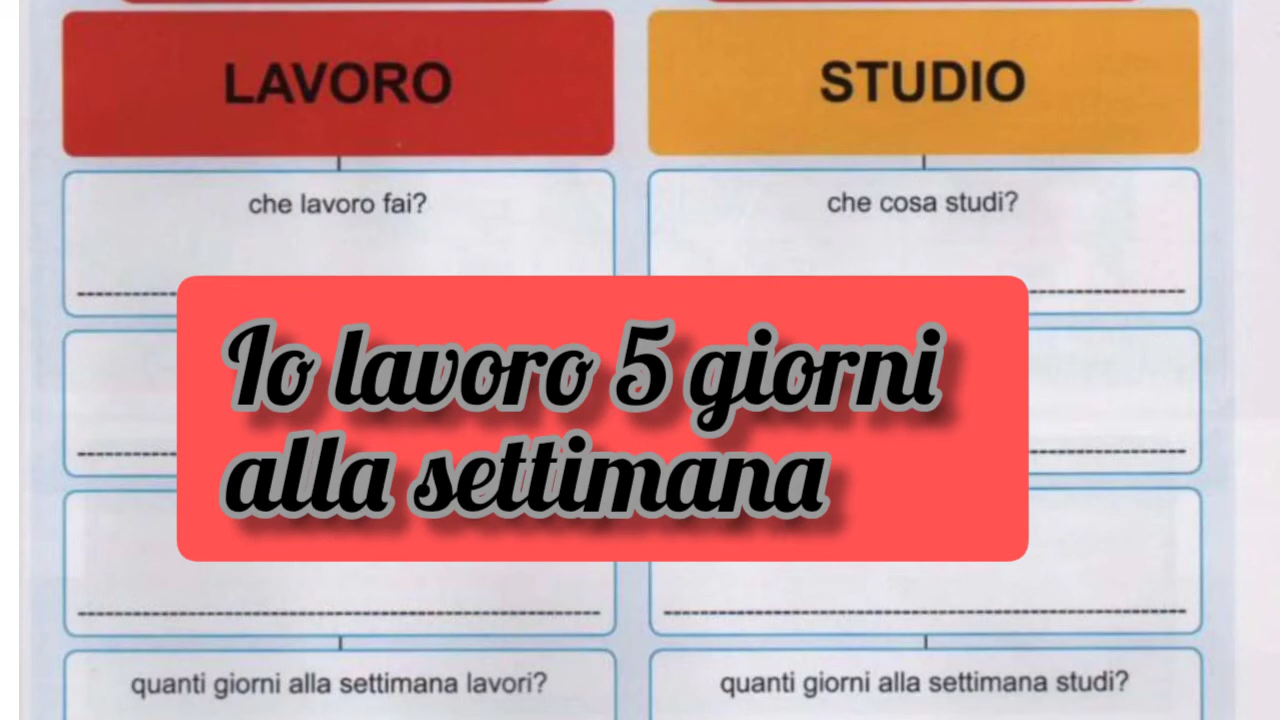 LAVORO
STUDIO
che lavoro fai?
che cosa studi?
Io lavoro 5 giorni
alla settimana
quanti giorni alla settimana lavori?
quanti giorni alla settimana studi?